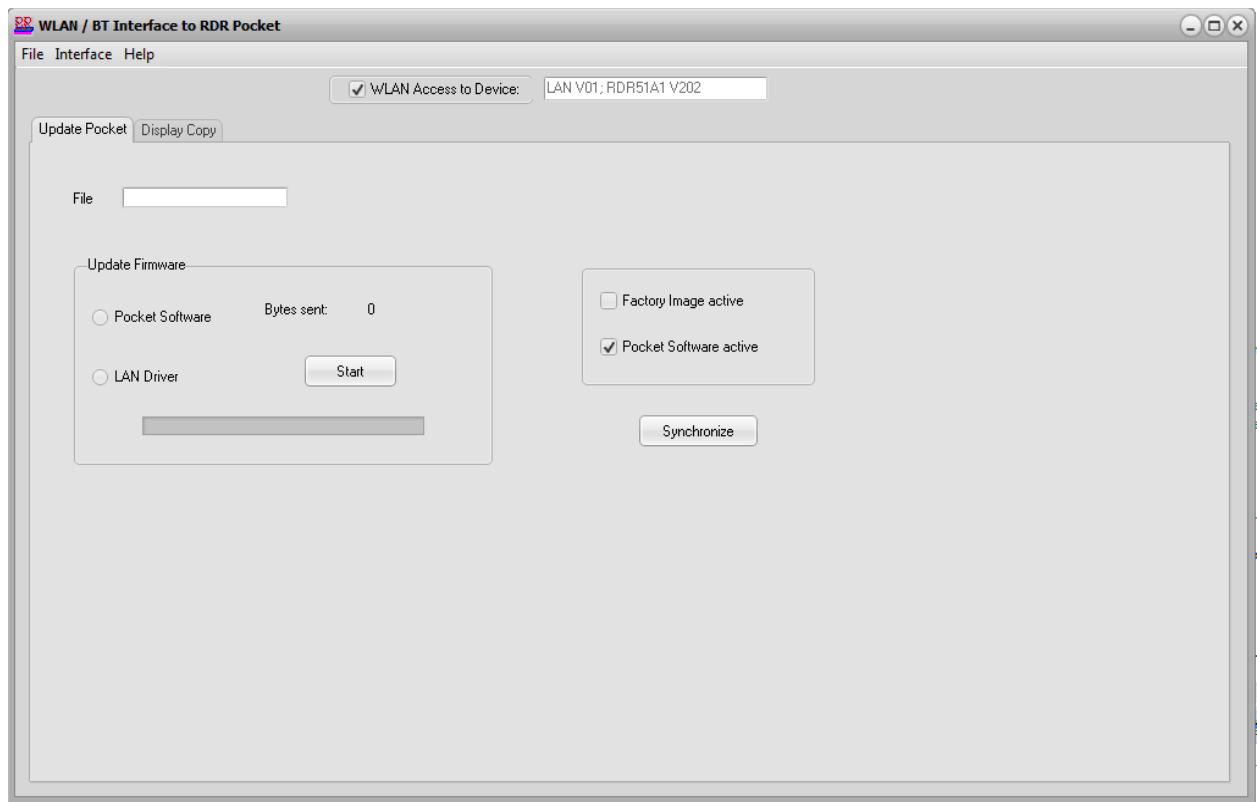 WLAN / BT Interface to RDR Pocket
File Interface Help
WLAN Access to Device: LAN V01; RDR51A1 V202
Update Pocket Display Copy
File
Update Firmware
Pocket Software Bytes sent: 0
LAN Driver Start
Factory Image active
Pocket Software active
Synchronize